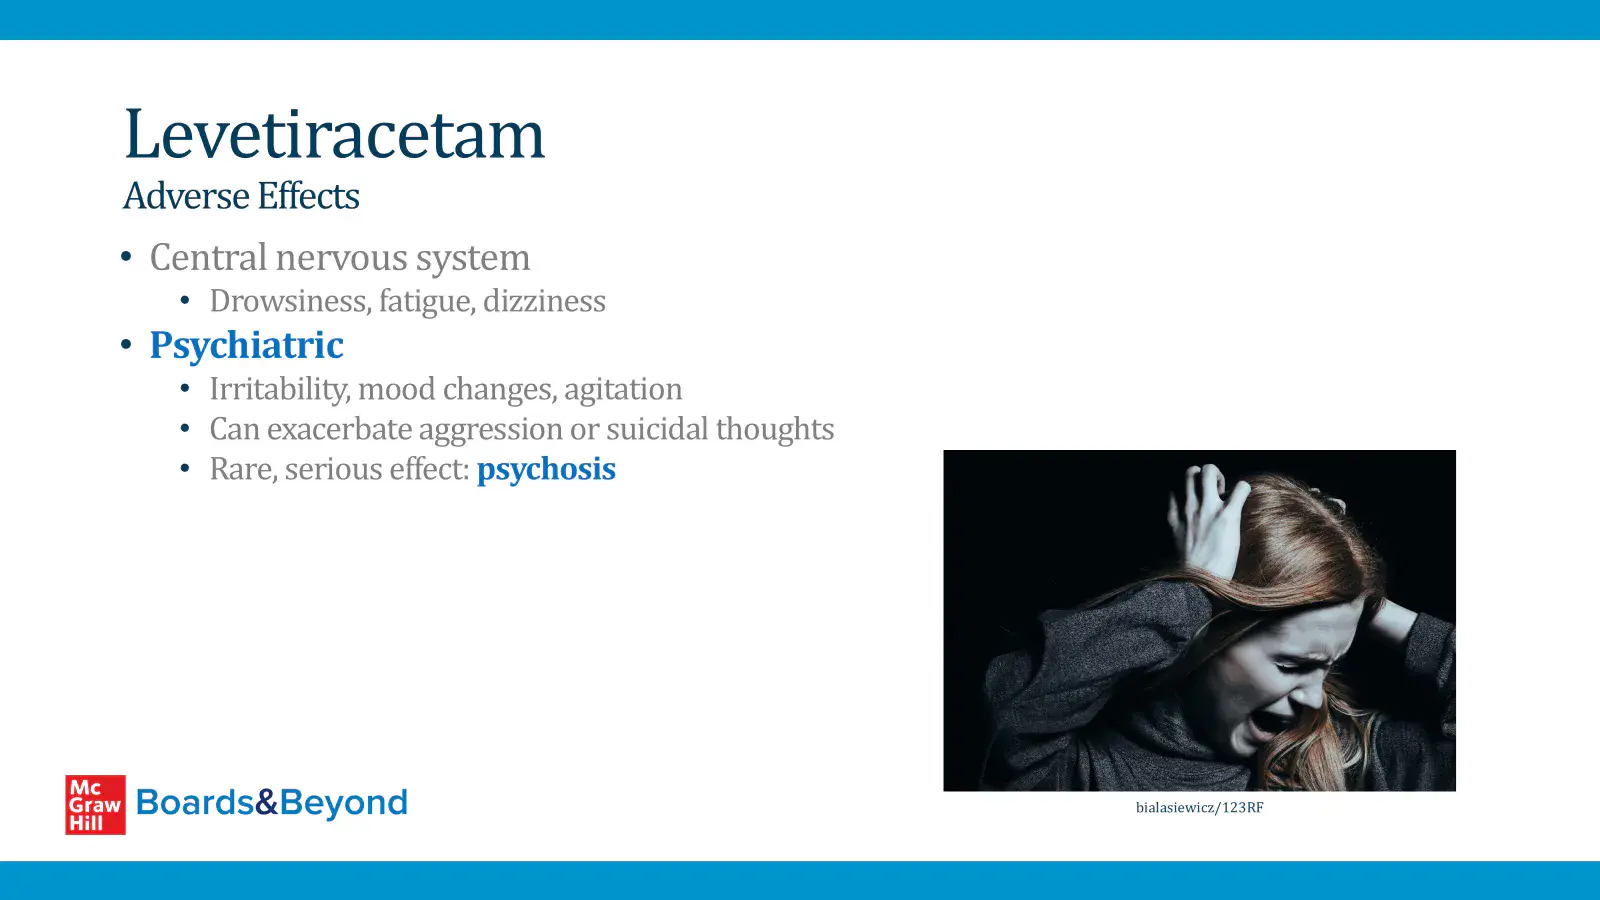 Levetiracetam
Adverse Effects
• Central nervous system
• Drowsiness, fatigue, dizziness
• Psychiatric
• Irritability, mood changes, agitation
• Can exacerbate aggression or suicidal thoughts
• Rare, serious effect: psychosis
Mc
Graw
Hill
Boards&Beyond
bialasiewicz/123RF